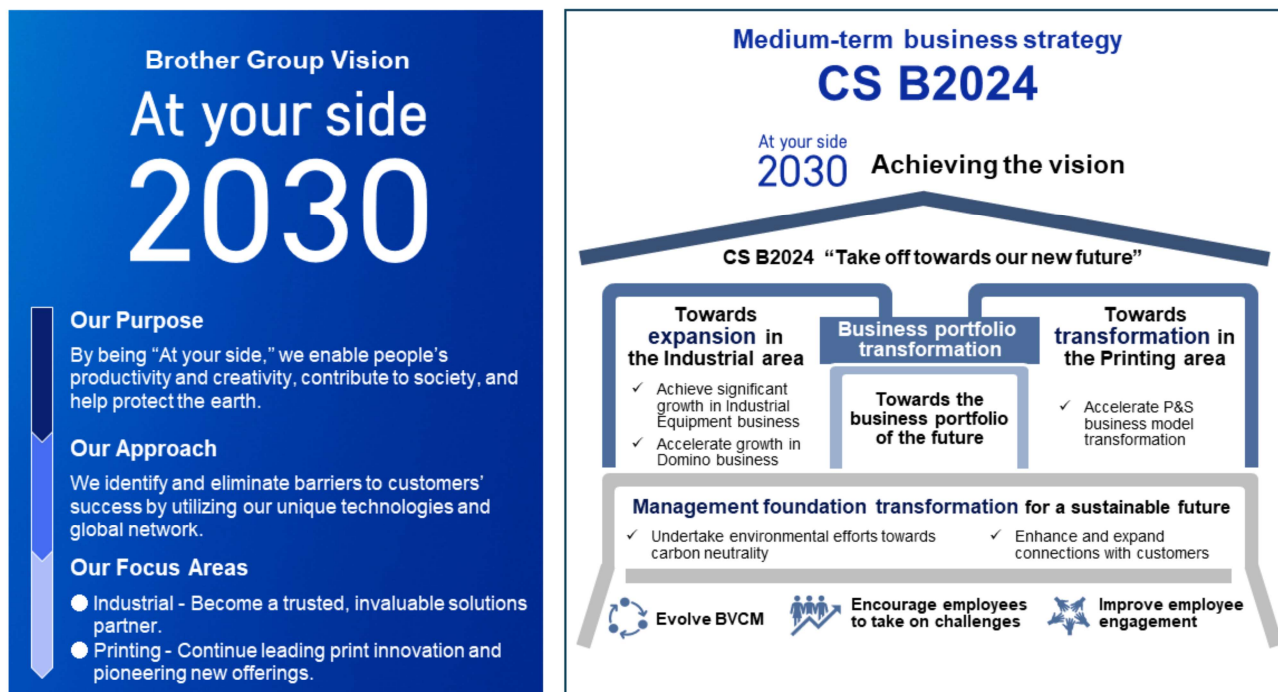 Brother Group Vision
At your side
2030
Our Purpose
By being “At your side,” we enable people’s
productivity and creativity, contribute to society, and
help protect the earth.
Our Approach
We identify and eliminate barriers to customers’
success by utilizing our unique technologies and
global network.
Our Focus Areas
Industrial - Become a trusted, invaluable solutions
partner.
Printing - Continue leading print innovation and
pioneering new offerings.
Medium-term business strategy
CS B2024
At your side
2030
Achieving the vision
CS B2024 “Take off towards our new future”
Towards
expansion in
the Industrial area
✓ Achieve significant
growth in Industrial
Equipment business
✓ Accelerate growth in
Domino business
Business portfolio
transformation
Towards the
business portfolio
of the future
Towards
transformation in
the Printing area
✓ Accelerate P&S
business model
transformation
Management foundation transformation for a sustainable future
✓ Undertake environmental efforts towards
carbon neutrality
✓ Enhance and expand
connections with customers
Evolve BVCM
Encourage employees
to take on challenges
Improve employee
engagement